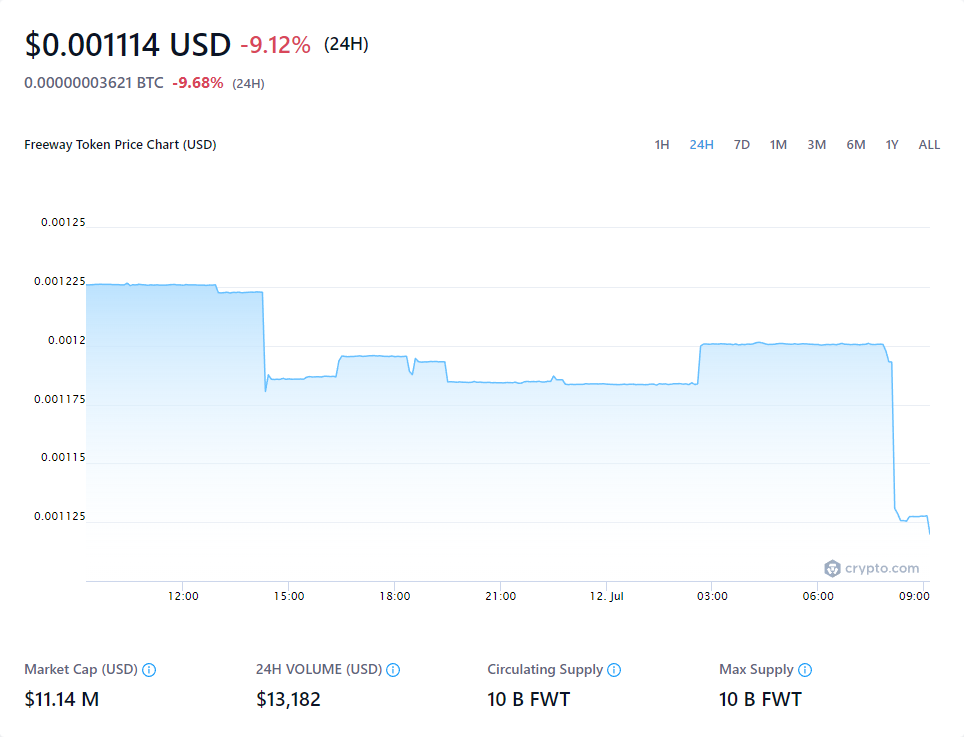 $0.001114 USD -9.12% (24H)
0.00000003621 BTC -9.68% (24H)
Freeway Token Price Chart (USD) 1H 24H 7D 1M 3M 6M 1Y ALL
0.00125
0.001225
0.0012
0.001175
0.00115
0.001125
crypto.com
12:00 15:00 18:00 21:00 12. Jul 03:00 06:00 09:00
Market Cap (USD) 24H VOLUME (USD) Circulating Supply Max Supply
$11.14 M $13,182 10 B FWT 10 B FWT